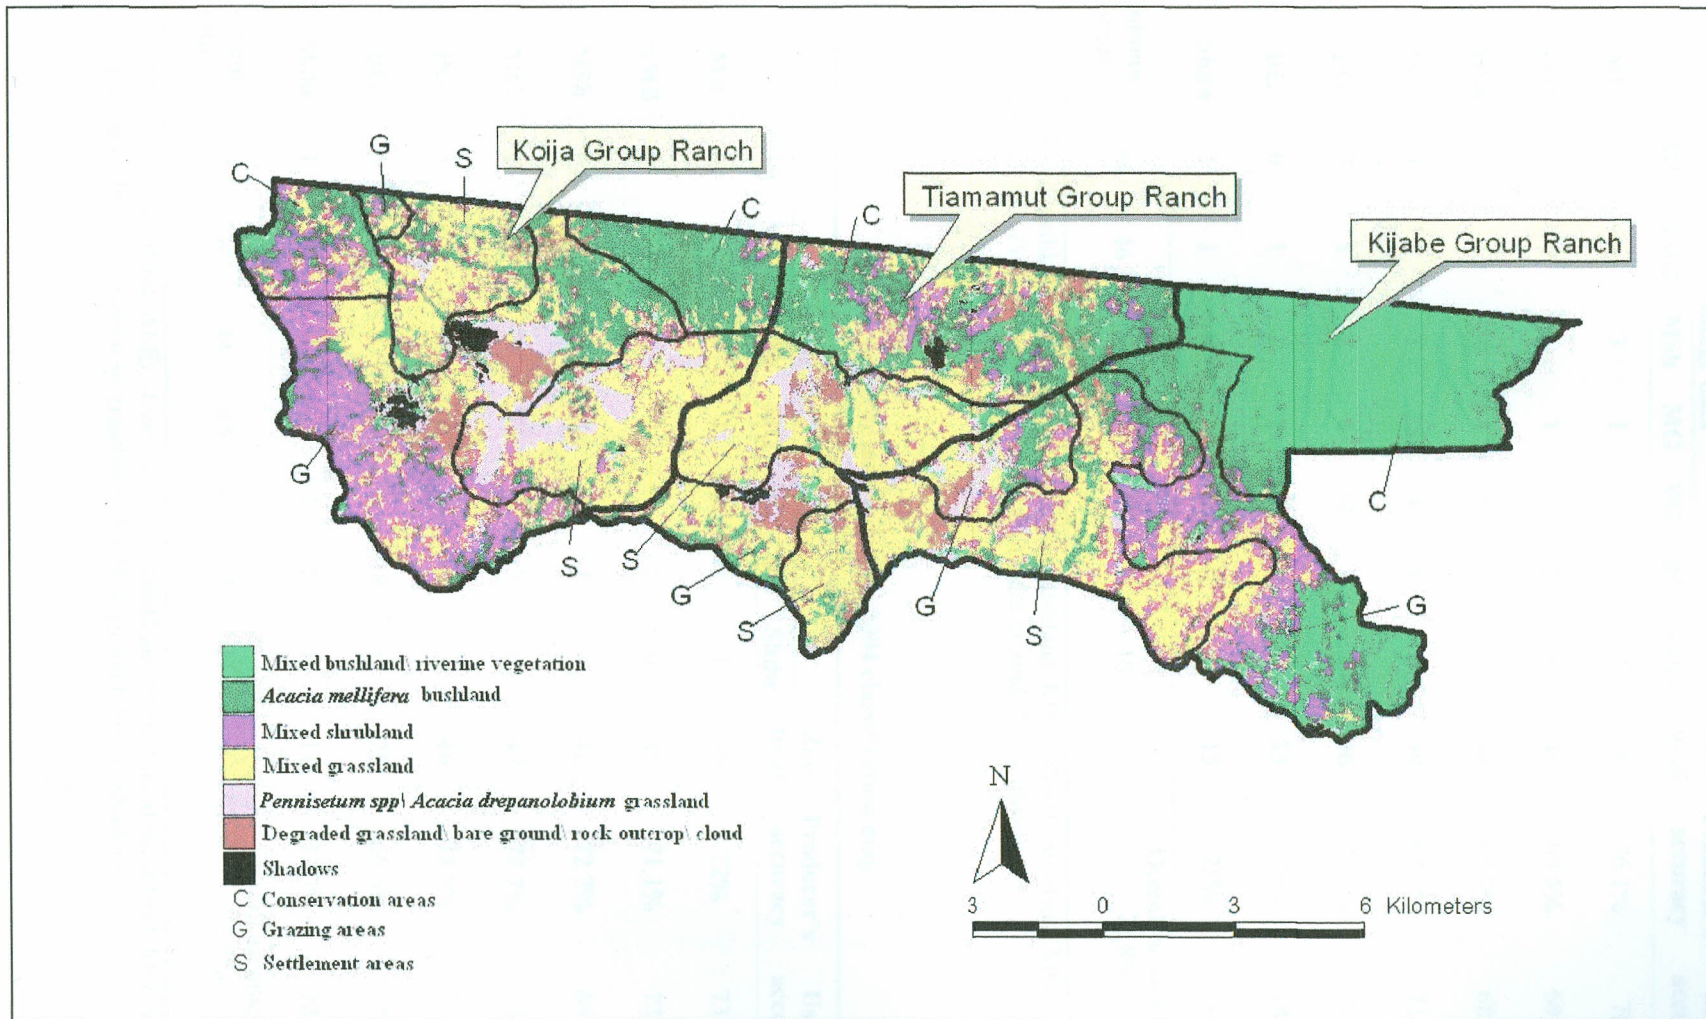 G
S
C
Koija Group Ranch
C
C
Tiamamut Group Ranch
Kijabe Group Ranch
G
C
S
S
G
S
G
S
G
Mixed bushland\ riverine vegetation
Acacia mellifera bushland
Mixed shrubland
Mixed grassland
Pennisetum spp\ Acacia drepanolobium grassland
Degraded grassland\ bare ground\ rock outcrop\ cloud
Shadows
C Conservation areas
G Grazing areas
S Settlement areas
N
3 0 3 6 Kilometers